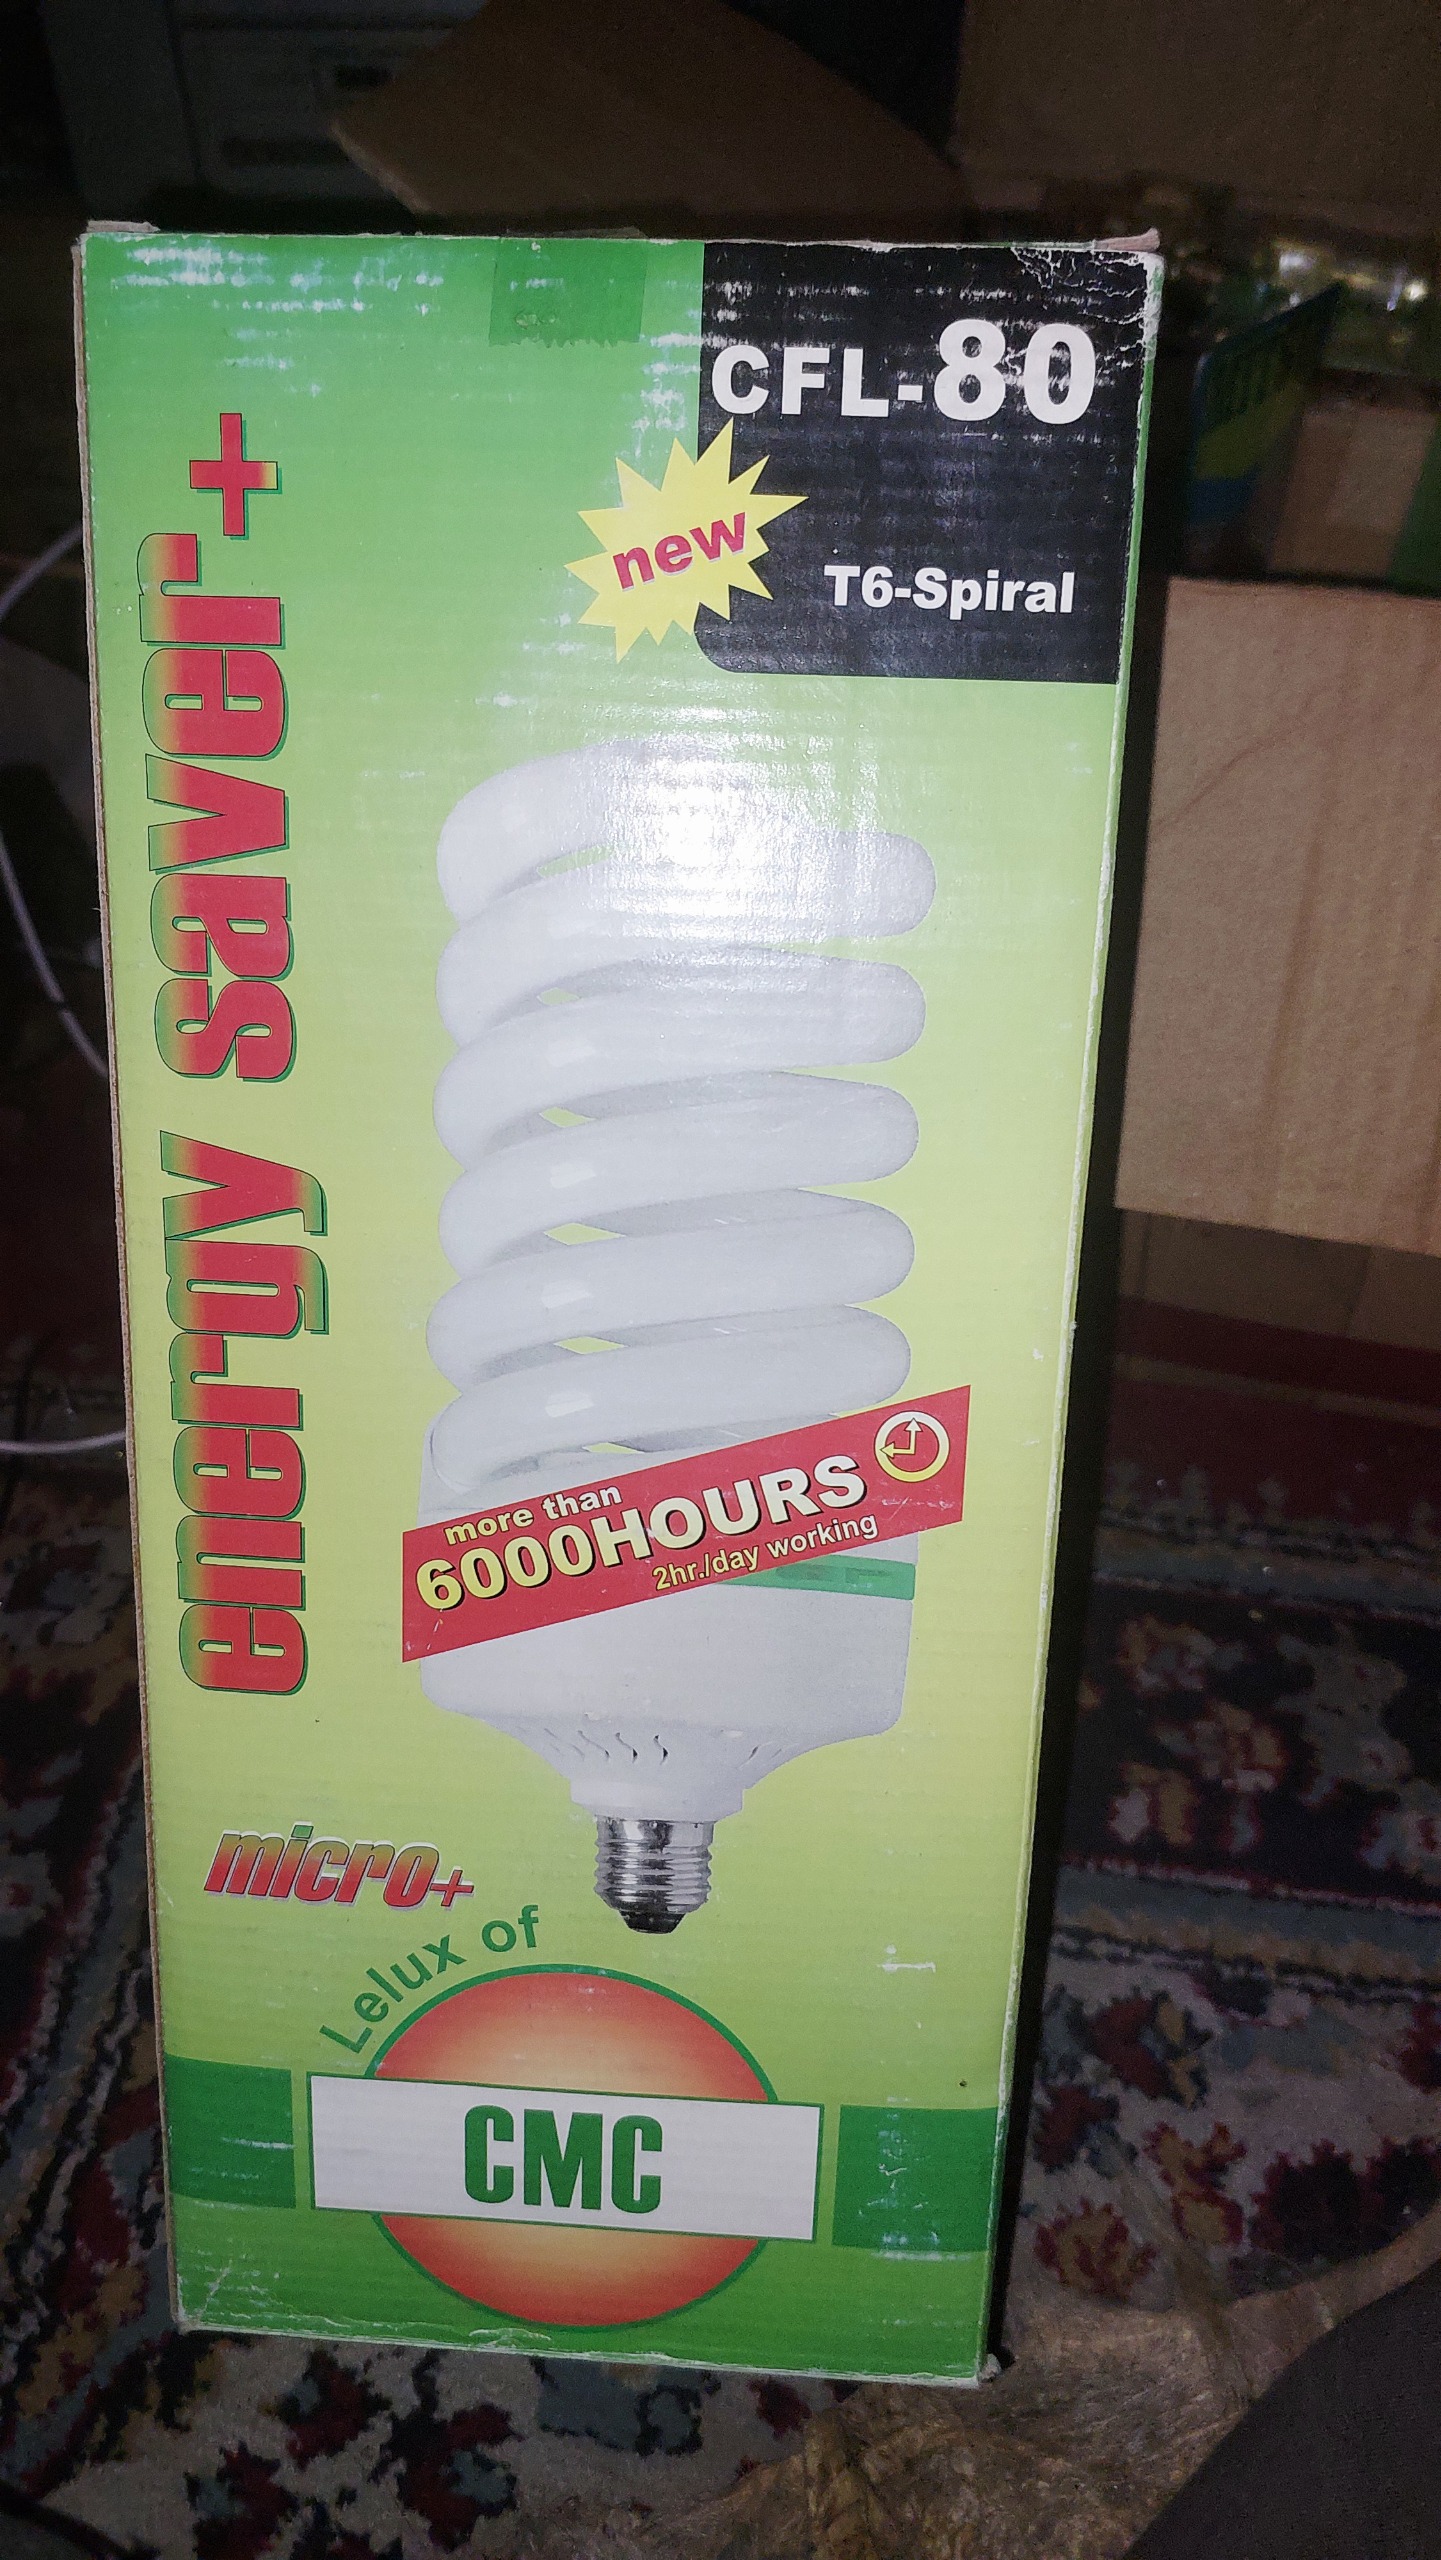 CFL-80
new
T6-Spiral
energy saver+
more than
6000HOURS
2hr./day working
micro+
Lelux of
CMC